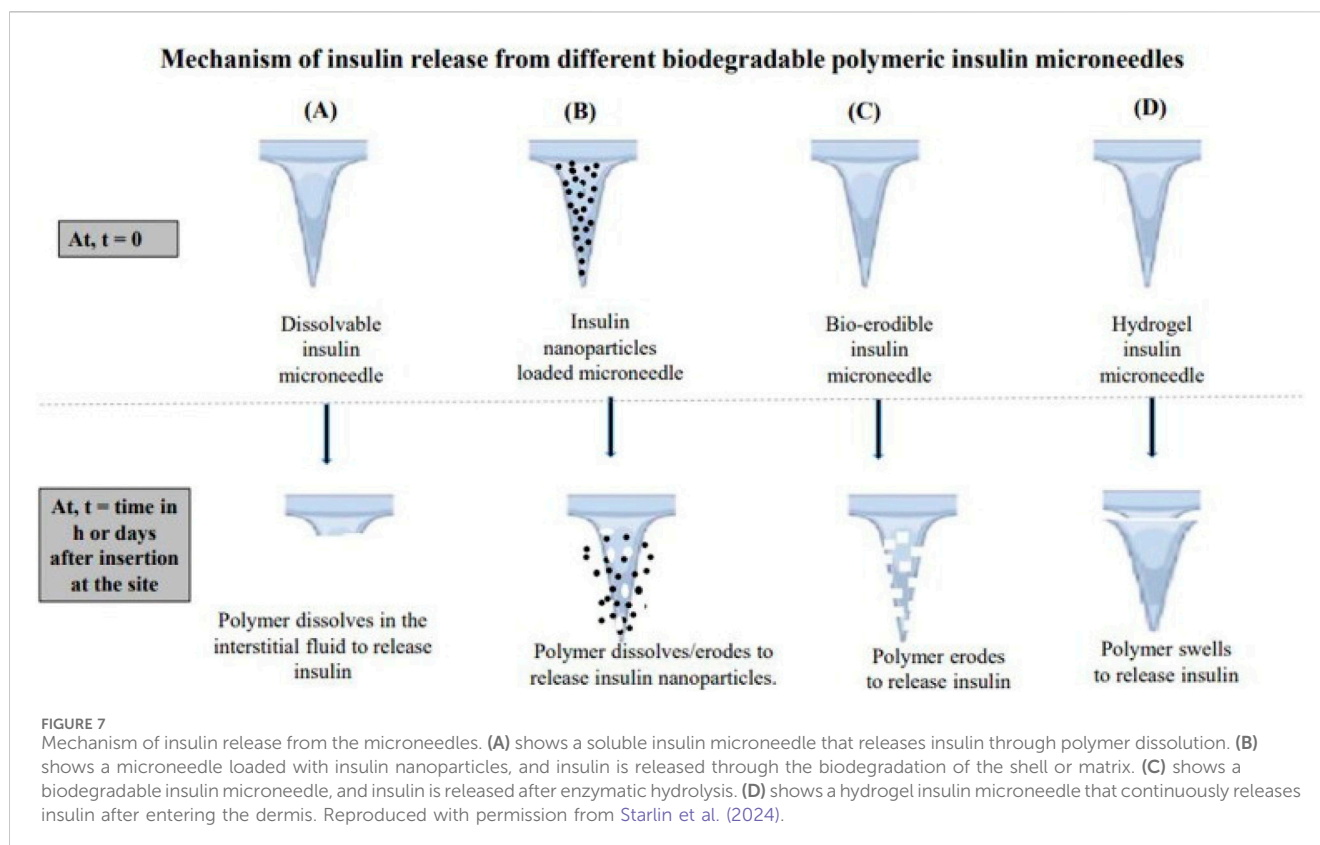 Mechanism of insulin release from different biodegradable polymeric insulin microneedles
(A)
(B)
(C)
(D)
At, t = 0
Dissolvable
insulin
microneedle
Insulin
nanoparticles
loaded microneedle
Bio-erodible
insulin
microneedle
Hydrogel
insulin
microneedle
At, t = time in
h or days
after insertion
at the site
Polymer dissolves in the
interstitial fluid to release
insulin
Polymer dissolves/erodes to
release insulin nanoparticles.
Polymer erodes
to release insulin
Polymer swells
to release insulin
FIGURE 7
Mechanism of insulin release from the microneedles. (A) shows a soluble insulin microneedle that releases insulin through polymer dissolution. (B)
shows a microneedle loaded with insulin nanoparticles, and insulin is released through the biodegradation of the shell or matrix. (C) shows a
biodegradable insulin microneedle, and insulin is released after enzymatic hydrolysis. (D) shows a hydrogel insulin microneedle that continuously releases
insulin after entering the dermis. Reproduced with permission from Starlin et al. (2024).